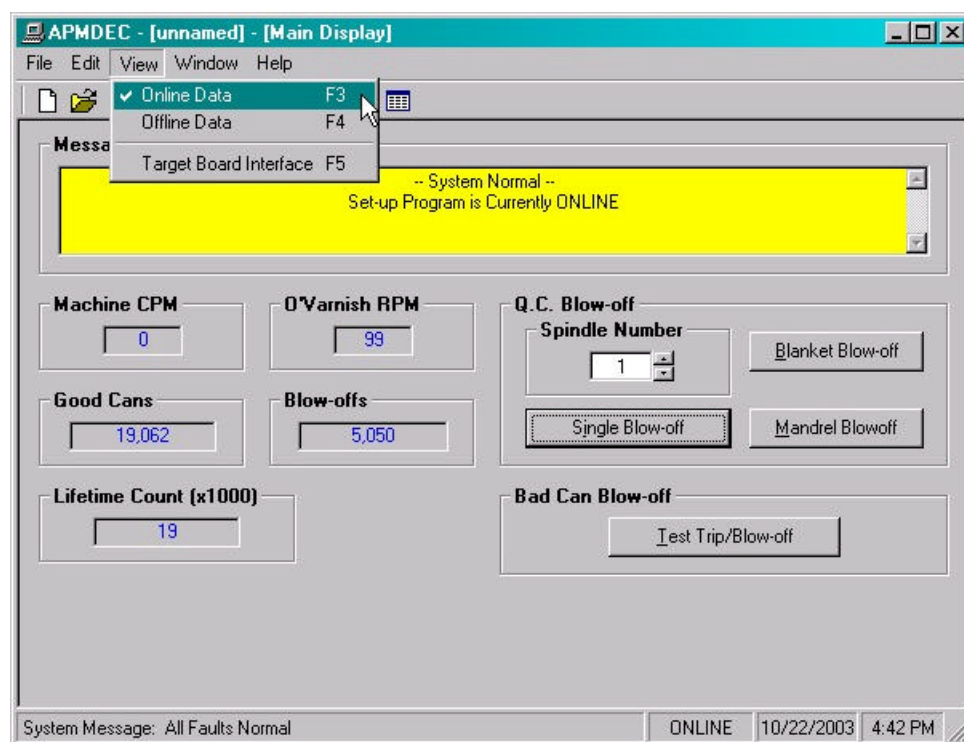 APMDEC - [unnamed] - [Main Display]
File Edit View Window Help
Online Data F3
Offline Data F4
Target Board Interface F5
Messa
-- System Normal --
Set-up Program is Currently ONLINE
Machine CPM
0
O'Varnish RPM
99
Q.C. Blow-off
Spindle Number
1
Blanket Blow-off
Good Cans
19,062
Blow-offs
5,050
Single Blow-off
Mandrel Blowoff
Lifetime Count (x1000)
19
Bad Can Blow-off
Test Trip/Blow-off
System Message: All Faults Normal
ONLINE
10/22/2003
4:42 PM